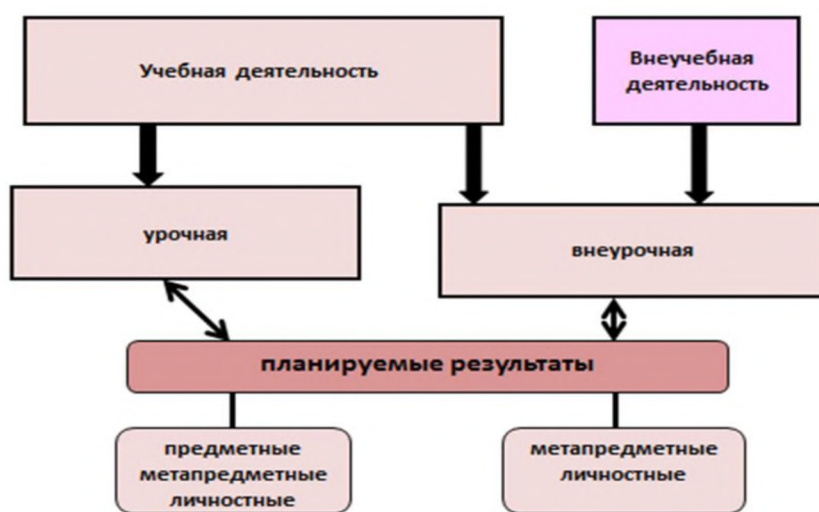 Учебная деятельность
Внеучебная
деятельность
урочная
внеурочная
планируемые результаты
предметные
метапредметные
личностные
метапредметные
личностные